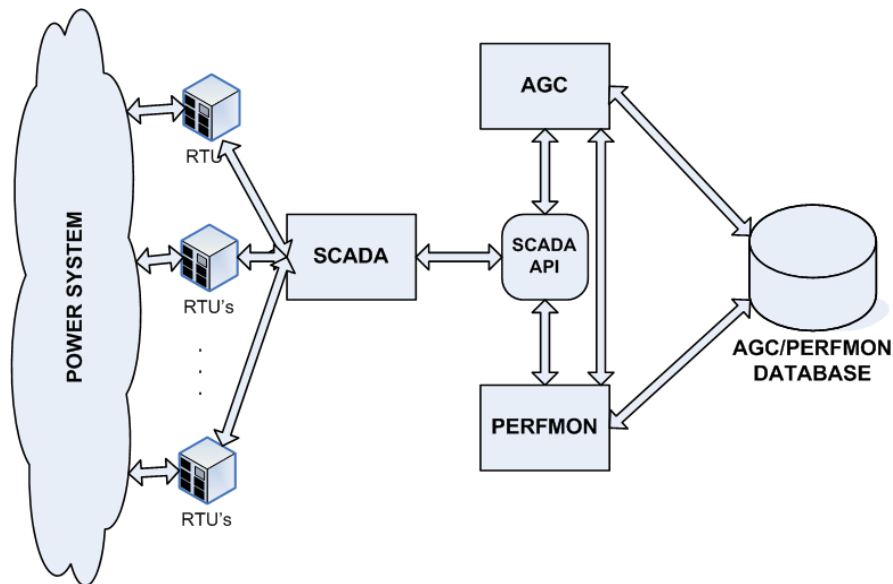 POWER SYSTEM
RTU
RTU's
RTU's
SCADA
SCADA
API
AGC
PERFMON
AGC/PERFMON
DATABASE